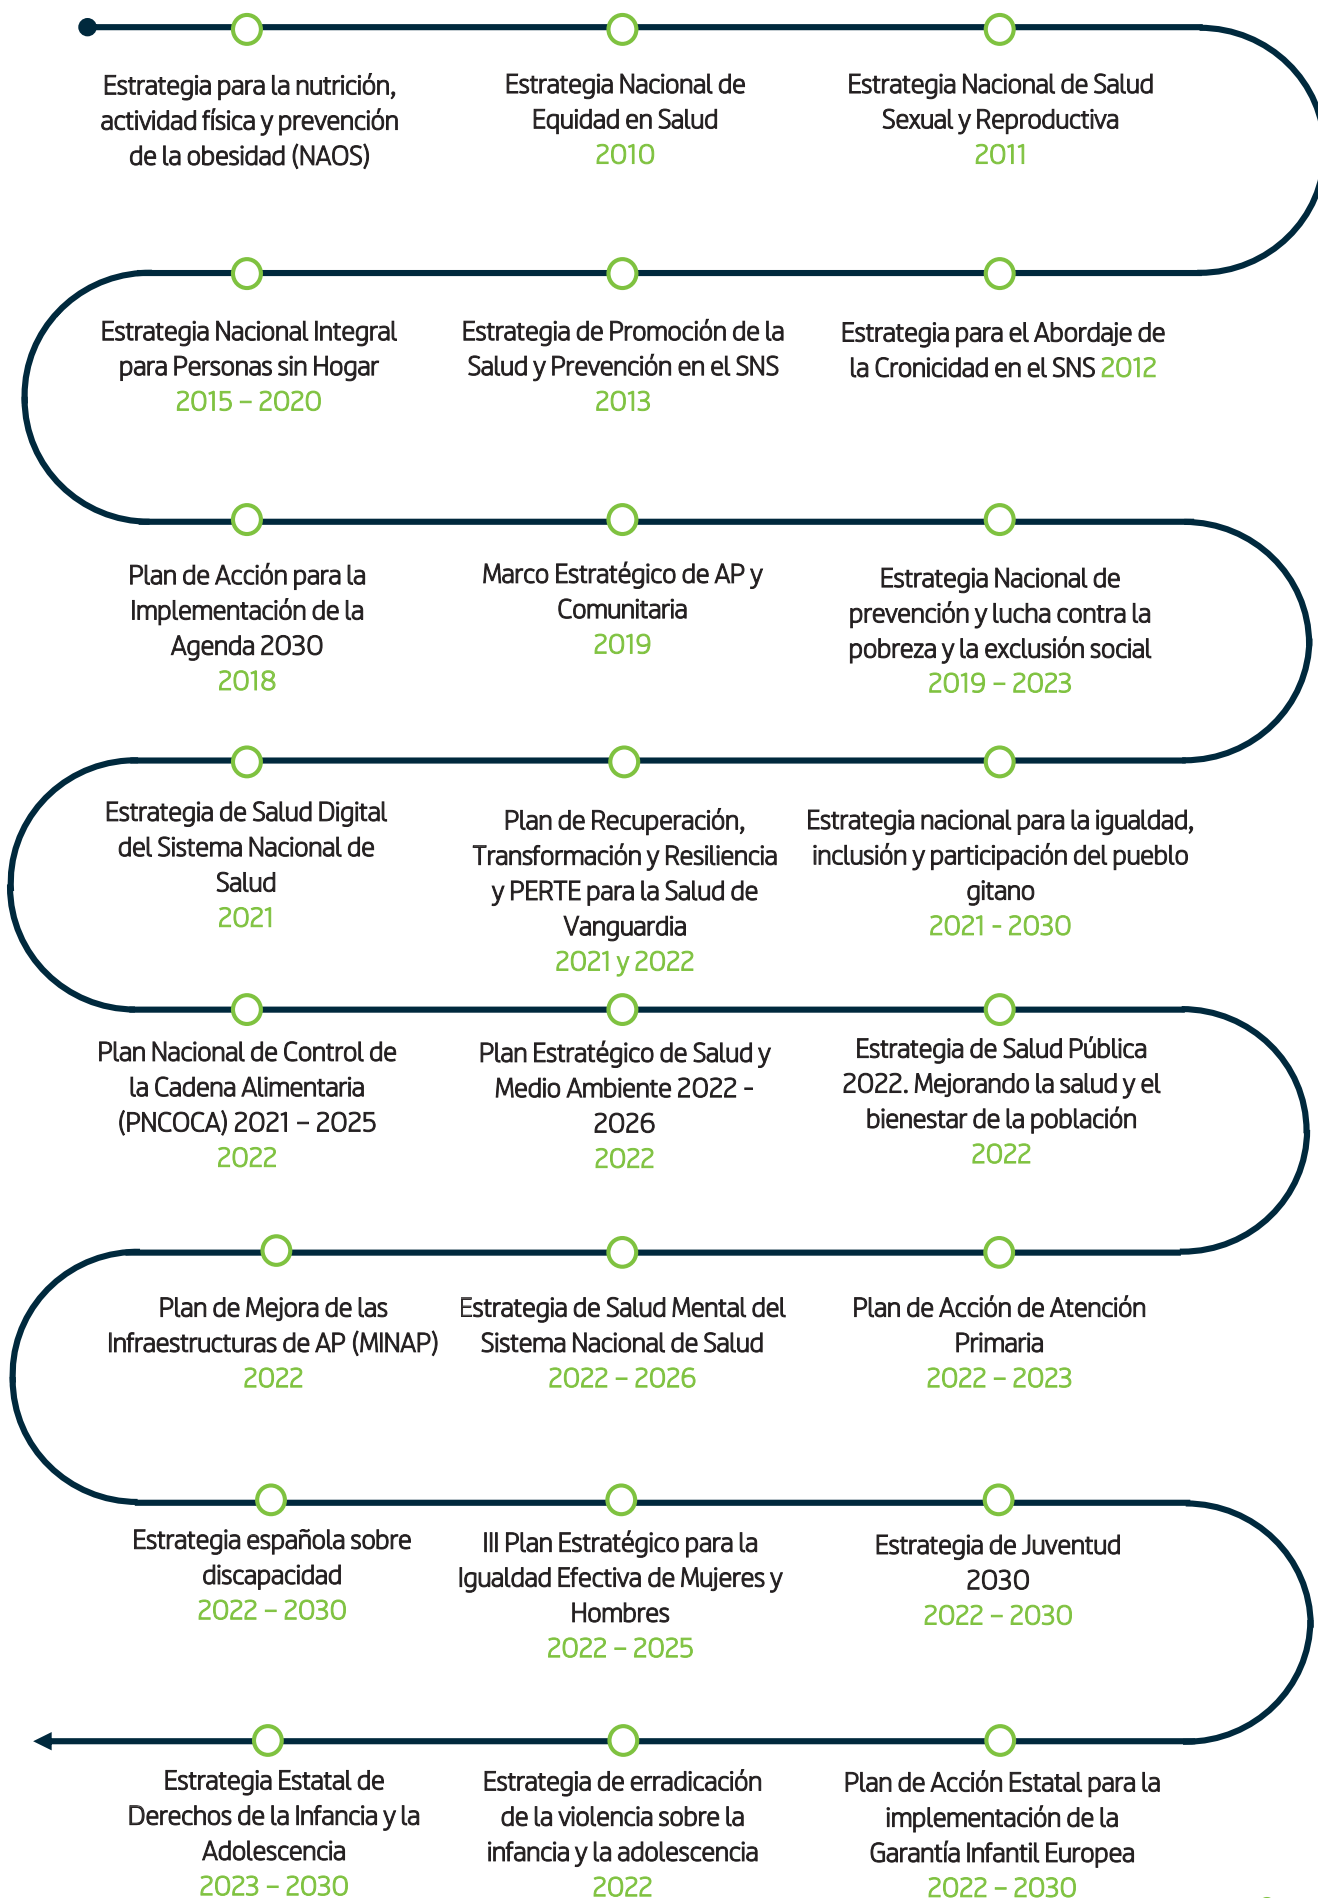 Estrategia para la nutrición,
actividad física y prevención
de la obesidad (NAOS)
Estrategia Nacional de
Equidad en Salud
2010
Estrategia Nacional de Salud
Sexual y Reproductiva
2011
Estrategia Nacional Integral
para Personas sin Hogar
2015 – 2020
Estrategia de Promoción de la
Salud y Prevención en el SNS
2013
Estrategia para el Abordaje de
la Cronicidad en el SNS 2012
Plan de Acción para la
Implementación de la
Agenda 2030
2018
Marco Estratégico de AP y
Comunitaria
2019
Estrategia Nacional de
prevención y lucha contra la
pobreza y la exclusión social
2019 – 2023
Estrategia de Salud Digital
del Sistema Nacional de
Salud
2021
Plan de Recuperación,
Transformación y Resiliencia
y PERTE para la Salud de
Vanguardia
2021 y 2022
Estrategia nacional para la igualdad,
inclusión y participación del pueblo
gitano
2021 - 2030
Plan Nacional de Control de
la Cadena Alimentaria
(PNCOCA) 2021 – 2025
2022
Plan Estratégico de Salud y
Medio Ambiente 2022 -
2026
2022
Estrategia de Salud Pública
2022. Mejorando la salud y el
bienestar de la población
2022
Plan de Mejora de las
Infraestructuras de AP (MINAP)
2022
Estrategia de Salud Mental del
Sistema Nacional de Salud
2022 – 2026
Plan de Acción de Atención
Primaria
2022 – 2023
Estrategia española sobre
discapacidad
2022 – 2030
III Plan Estratégico para la
Igualdad Efectiva de Mujeres y
Hombres
2022 – 2025
Estrategia de Juventud
2030
2022 – 2030
Estrategia Estatal de
Derechos de la Infancia y la
Adolescencia
2023 – 2030
Estrategia de erradicación
de la violencia sobre la
infancia y la adolescencia
2022
Plan de Acción Estatal para la
implementación de la
Garantía Infantil Europea
2022 – 2030